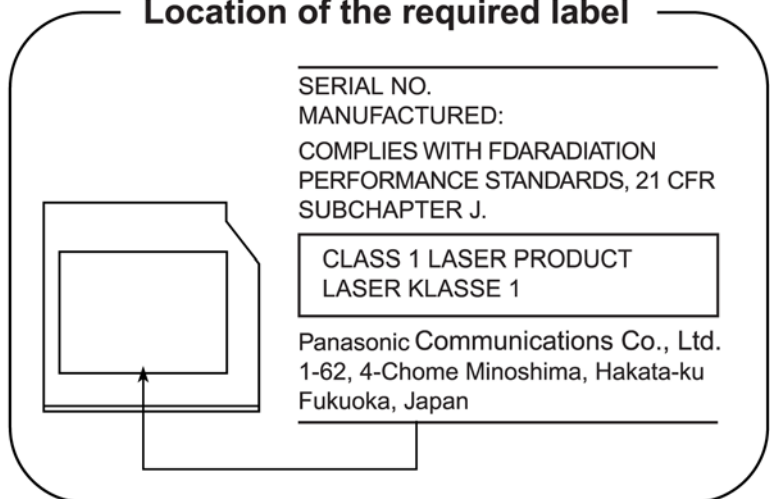 Location of the required label
SERIAL NO.
MANUFACTURED:
COMPLIES WITH FDARADIATION
PERFORMANCE STANDARDS, 21 CFR
SUBCHAPTER J.
CLASS 1 LASER PRODUCT
LASER KLASSE 1
Panasonic Communications Co., Ltd.
1-62, 4-Chome Minoshima, Hakata-ku
Fukuoka, Japan